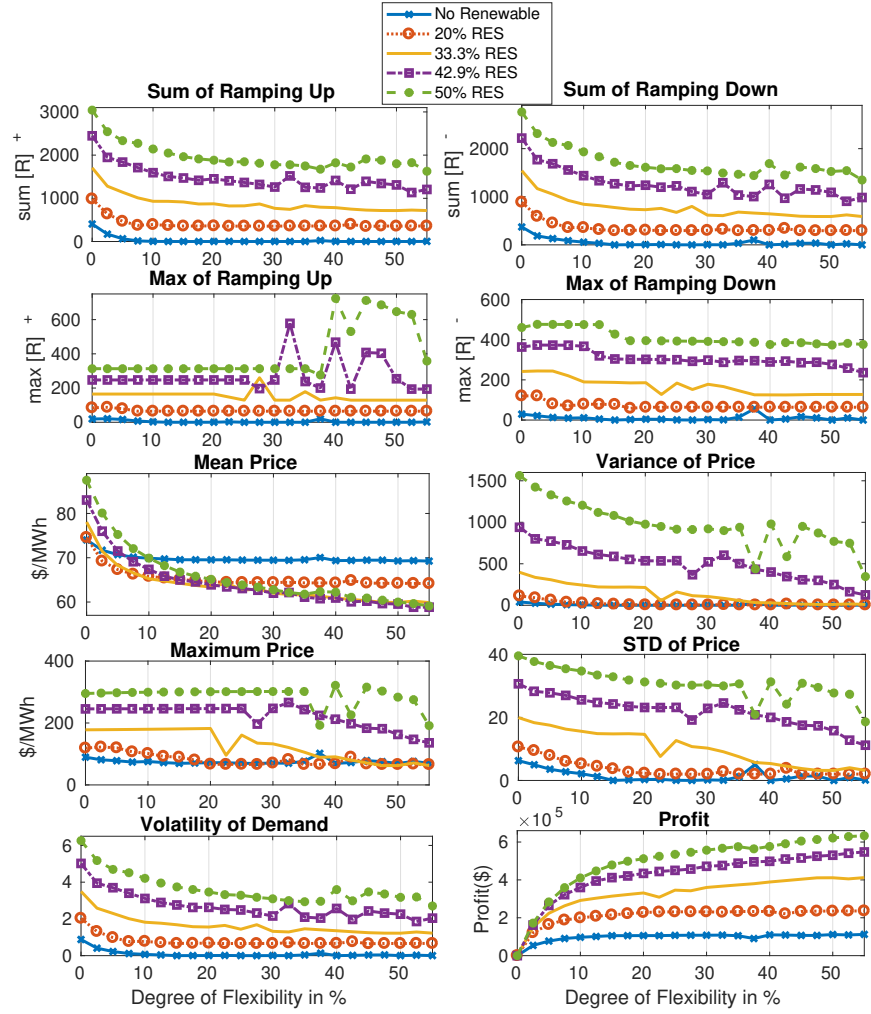 No Renewable
20% RES
33.3% RES
42.9% RES
50% RES
Sum of Ramping Up
sum [R] +
3000
2000
1000
0
0 10 20 30 40 50
Sum of Ramping Down
sum [R] -
2000
1000
0
0 10 20 30 40 50
Max of Ramping Up
max [R] +
600
400
200
0
0 10 20 30 40 50
Max of Ramping Down
max [R] -
600
400
200
0
0 10 20 30 40 50
Mean Price
$/MWh
80
70
60
0 10 20 30 40 50
Variance of Price
1500
1000
500
0
0 10 20 30 40 50
Maximum Price
$/MWh
400
200
0
0 10 20 30 40 50
STD of Price
40
20
0
0 10 20 30 40 50
Volatility of Demand
6
4
2
0
0 10 20 30 40 50
Degree of Flexibility in %
Profit
×10 5
Profit($)
6
4
2
0
0 10 20 30 40 50
Degree of Flexibility in %